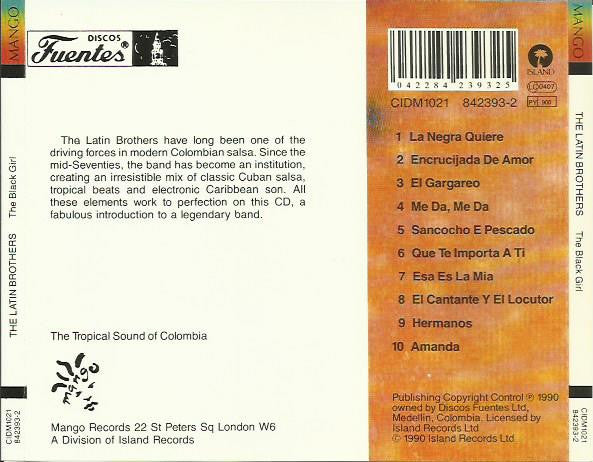 MANGO
THE LATIN BROTHERS The Black Girl
CIDM1021
842393-2
DISCOS
Fuentes®
The Latin Brothers have long been one of the
driving forces in modern Colombian salsa. Since the
mid-Seventies, the band has become an institution,
creating an irresistible mix of classic Cuban salsa,
tropical beats and electronic Caribbean son. All
these elements work to perfection on this CD, a
fabulous introduction to a legendary band.
The Tropical Sound of Colombia
mango
Mango Records 22 St Peters Sq London W6
A Division of Island Records
0 42284 23932 5
ISLAND
LC0407
PY 900
CIDM1021 842393-2
1 La Negra Quiere
2 Encrucijada De Amor
3 El Gargareo
4 Me Da, Me Da
5 Sancocho E Pescado
6 Que Te Importa A Ti
7 Esa Es La Mia
8 El Cantante Y El Locutor
9 Hermanos
10 Amanda
Publishing Copyright Control ℗ 1990
owned by Discos Fuentes Ltd,
Medellin, Colombia. Licensed by
Island Records Ltd
© 1990 Island Records Ltd
MANGO
THE LATIN BROTHERS The Black Girl
CIDM1021
842393-2